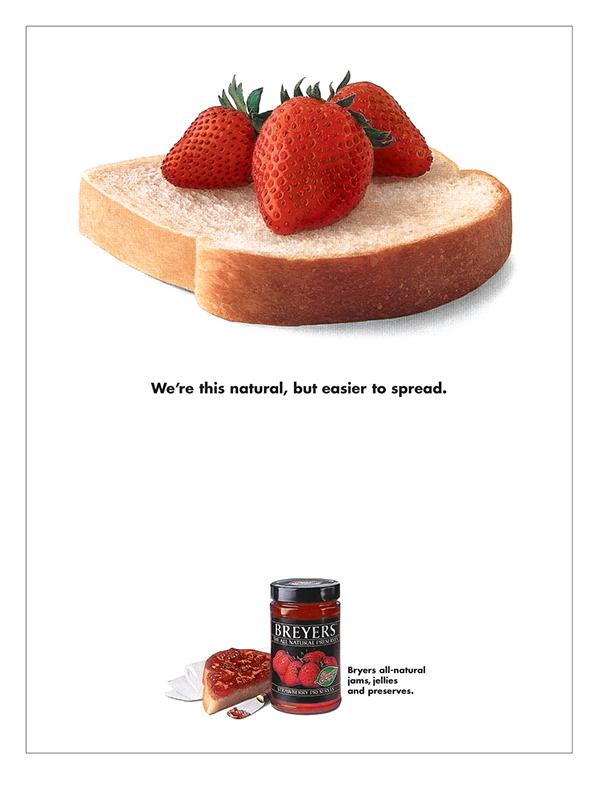 We're this natural, but easier to spread.
BREYERS
THE ALL NATURAL PRESERVES
STRAWBERRY PRESERVES
Bryers all-natural
jams, jellies
and preserves.